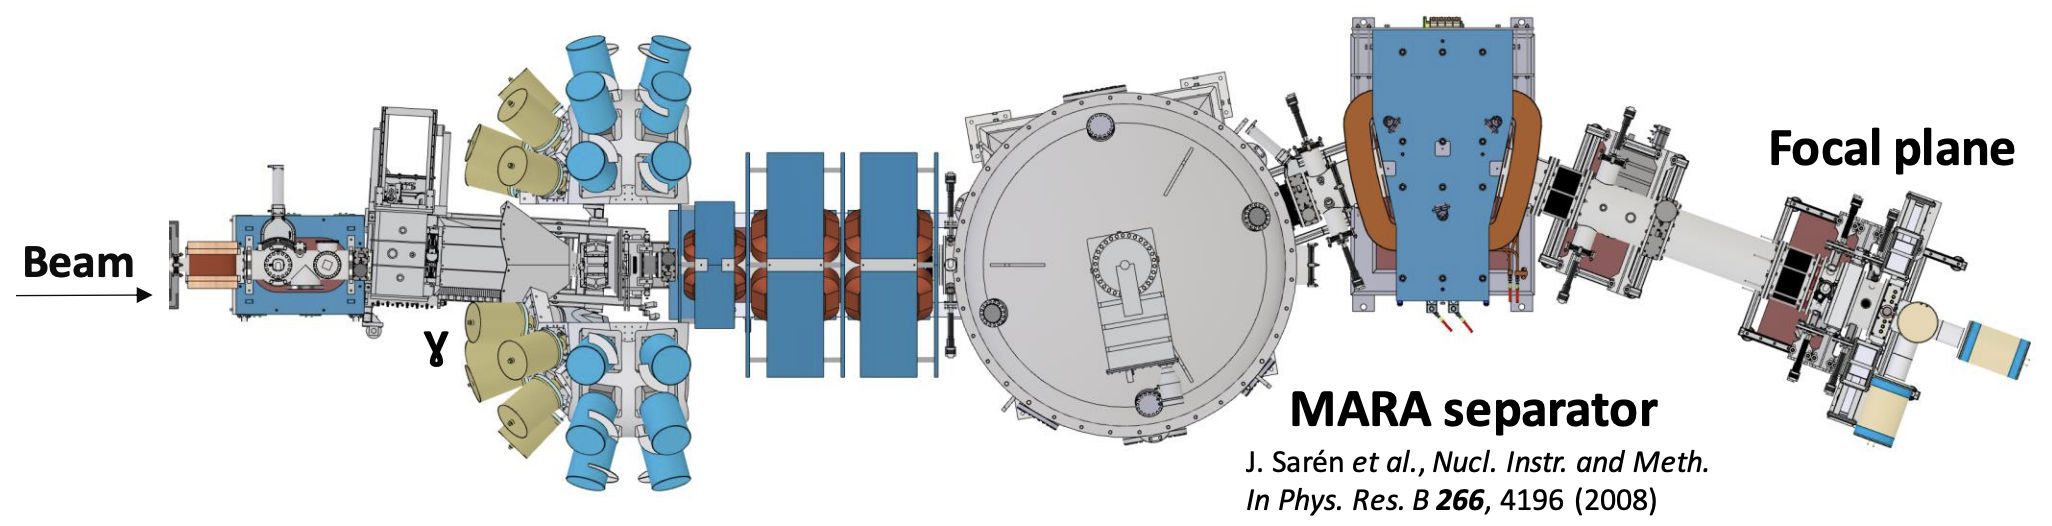 Beam
ɣ
Focal plane
MARA separator
J. Sarén et al., Nucl. Instr. and Meth.
In Phys. Res. B 266, 4196 (2008)